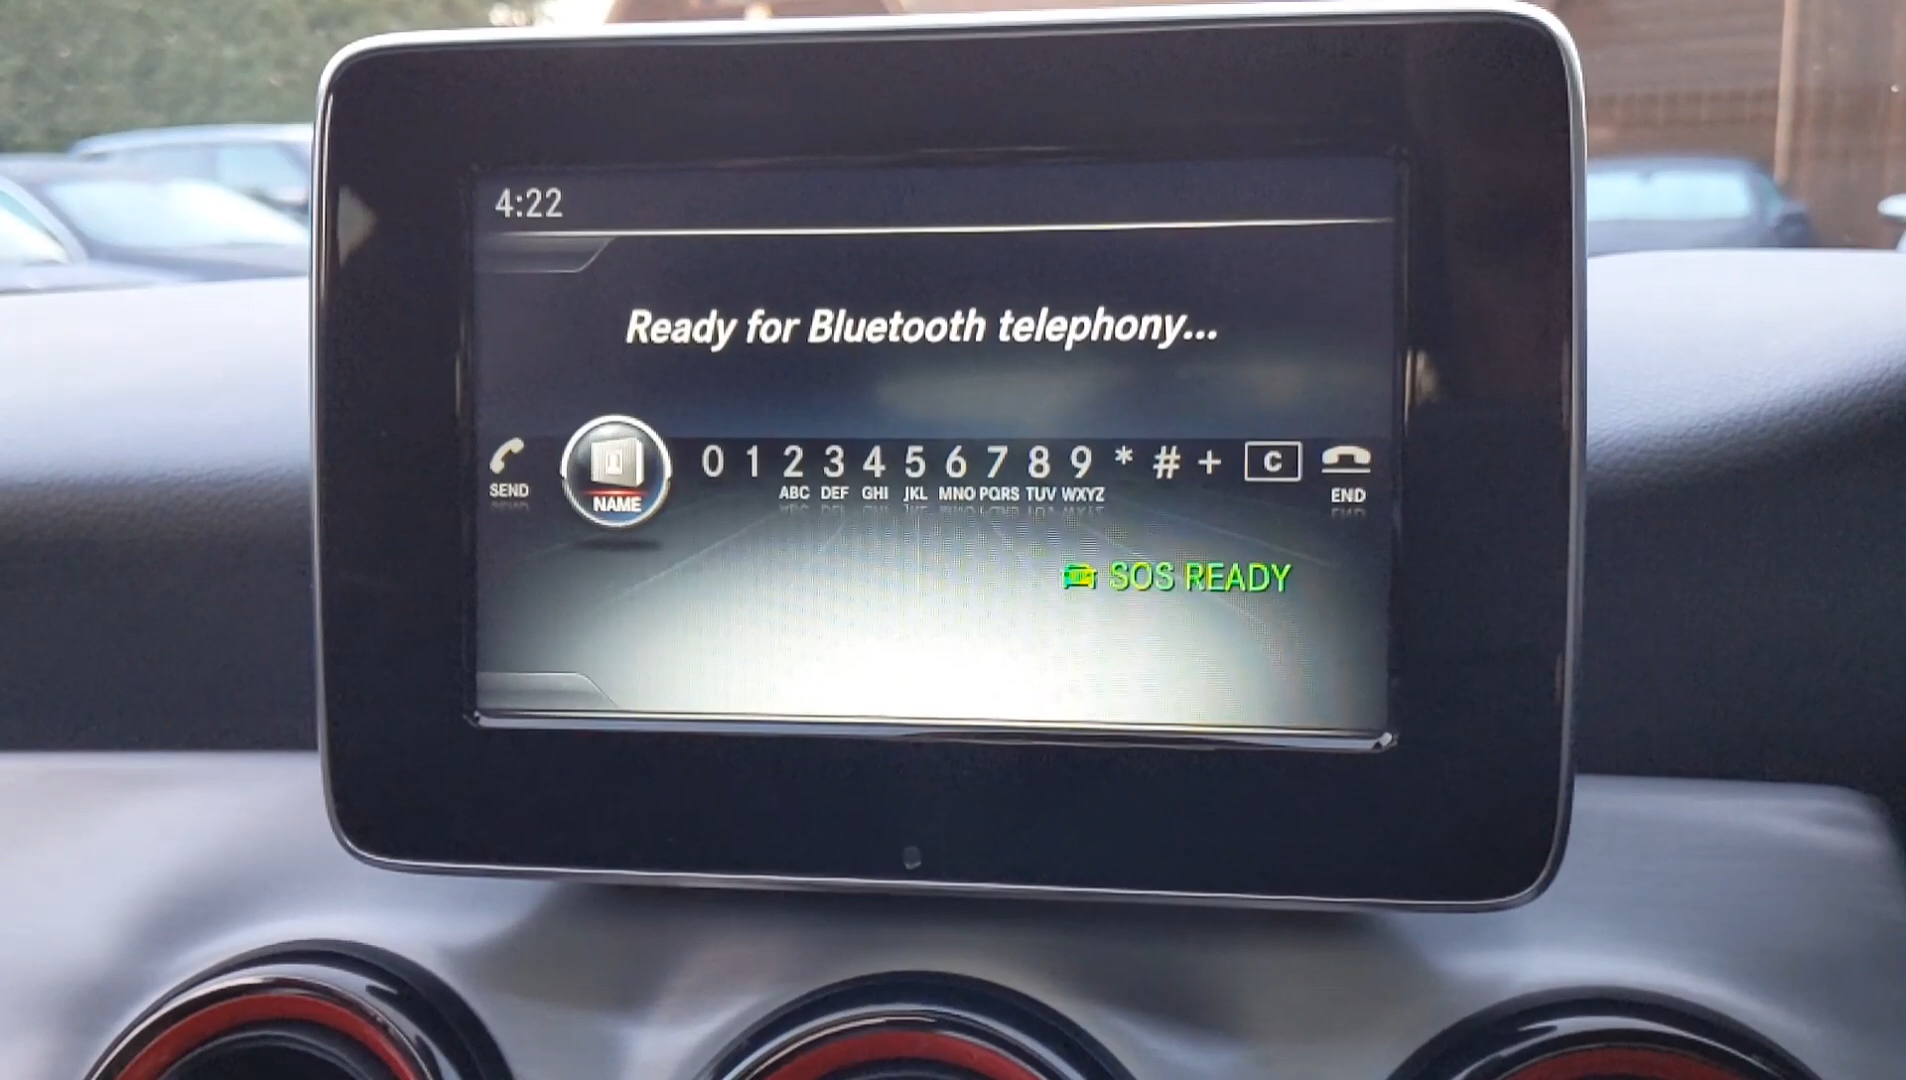 4:22
Ready for Bluetooth telephony...
0 1 2 3 4 5 6 7 8 9 * # + C
SEND NAME ABC DEF GHI JKL MNO PQRS TUV WXYZ END
SOS READY